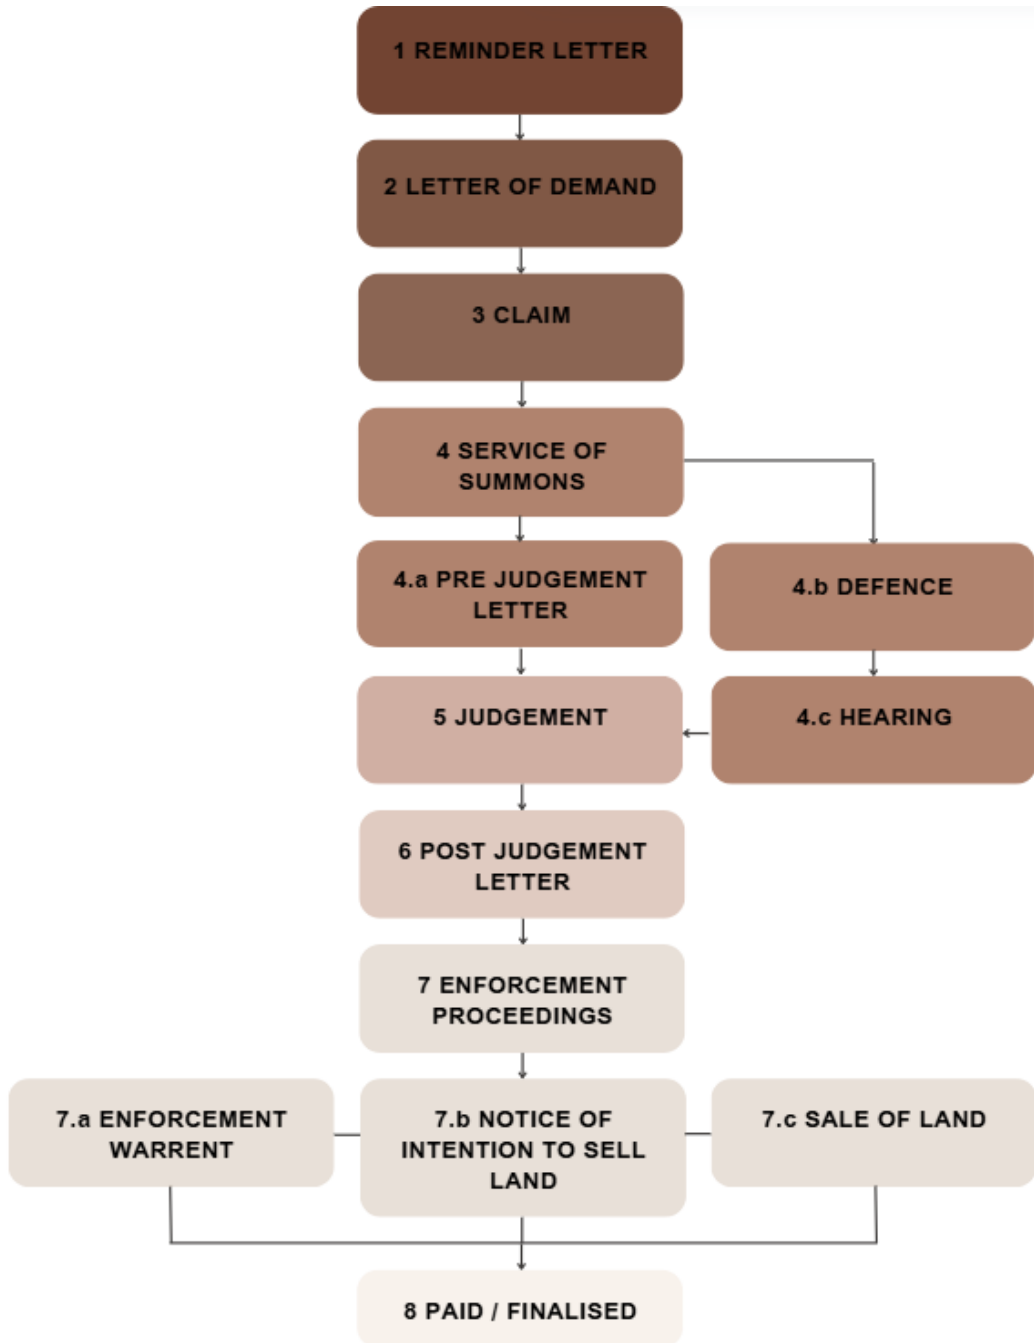 1 REMINDER LETTER
2 LETTER OF DEMAND
3 CLAIM
4 SERVICE OF
SUMMONS
4.a PRE JUDGEMENT
LETTER
4.b DEFENCE
5 JUDGEMENT
4.c HEARING
6 POST JUDGEMENT
LETTER
7 ENFORCEMENT
PROCEEDINGS
7.a ENFORCEMENT
WARRENT
7.b NOTICE OF
INTENTION TO SELL
LAND
7.c SALE OF LAND
8 PAID / FINALISED